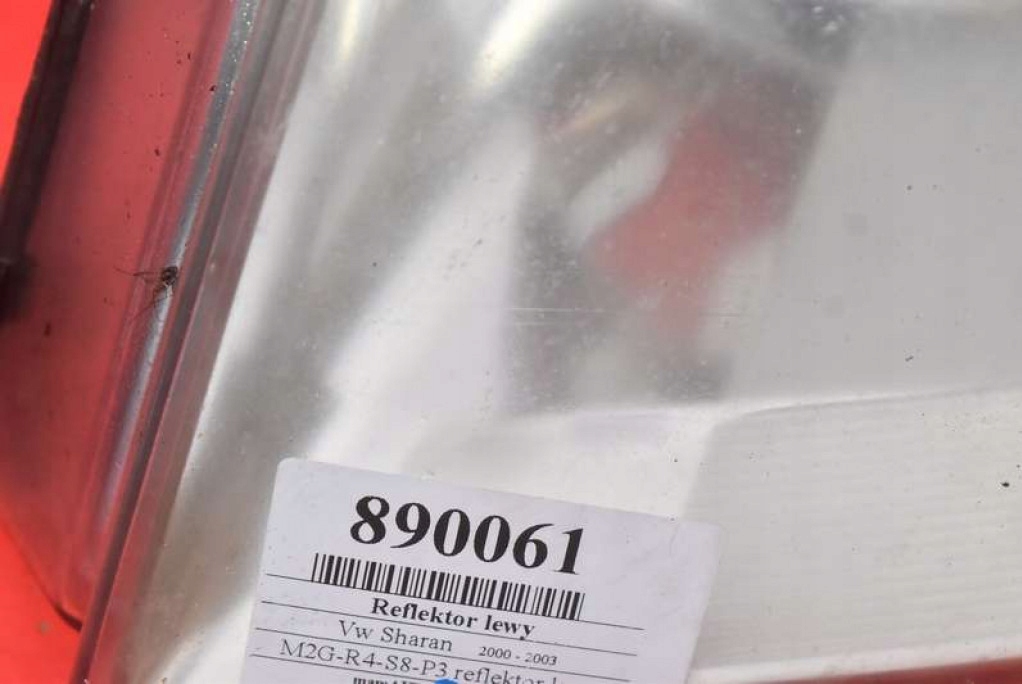 890061
Reflektor lewy
Vw Sharan 2000 - 2003
M2G-R4-S8-P3 reflektor